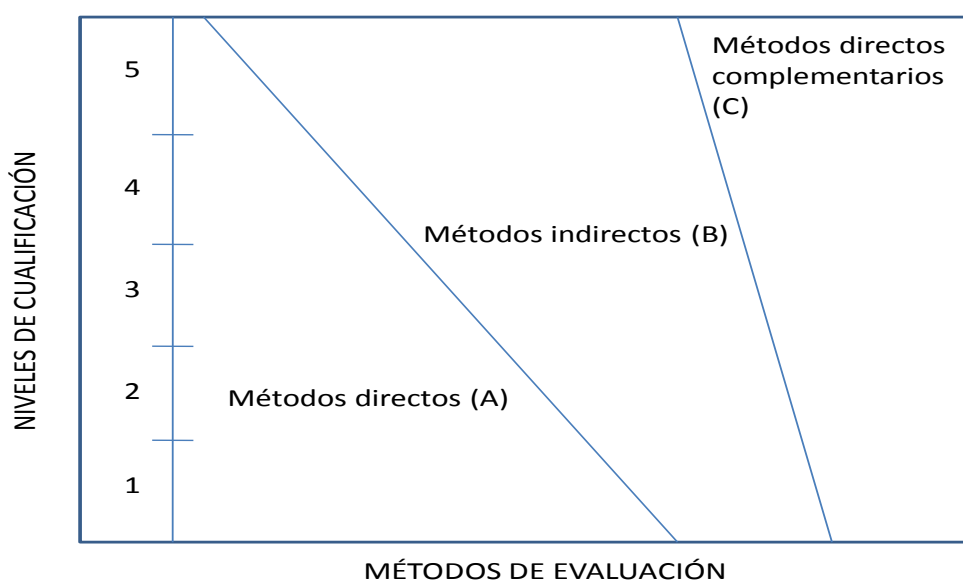 NIVELES DE CUALIFICACIÓN
5
4
3
2
1
Métodos directos
complementarios
(C)
Métodos indirectos (B)
Métodos directos (A)
MÉTODOS DE EVALUACIÓN